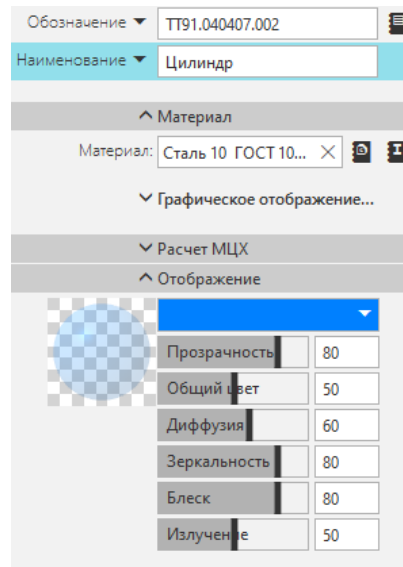 Обозначение ТТ91.040407.002
Наименование Цилиндр
Материал
Материал: Сталь 10 ГОСТ 10...
Графическое отображение...
Расчет МЦХ
Отображение
Прозрачность 80
Общий цвет 50
Диффузия 60
Зеркальность 80
Блеск 80
Излучение 50